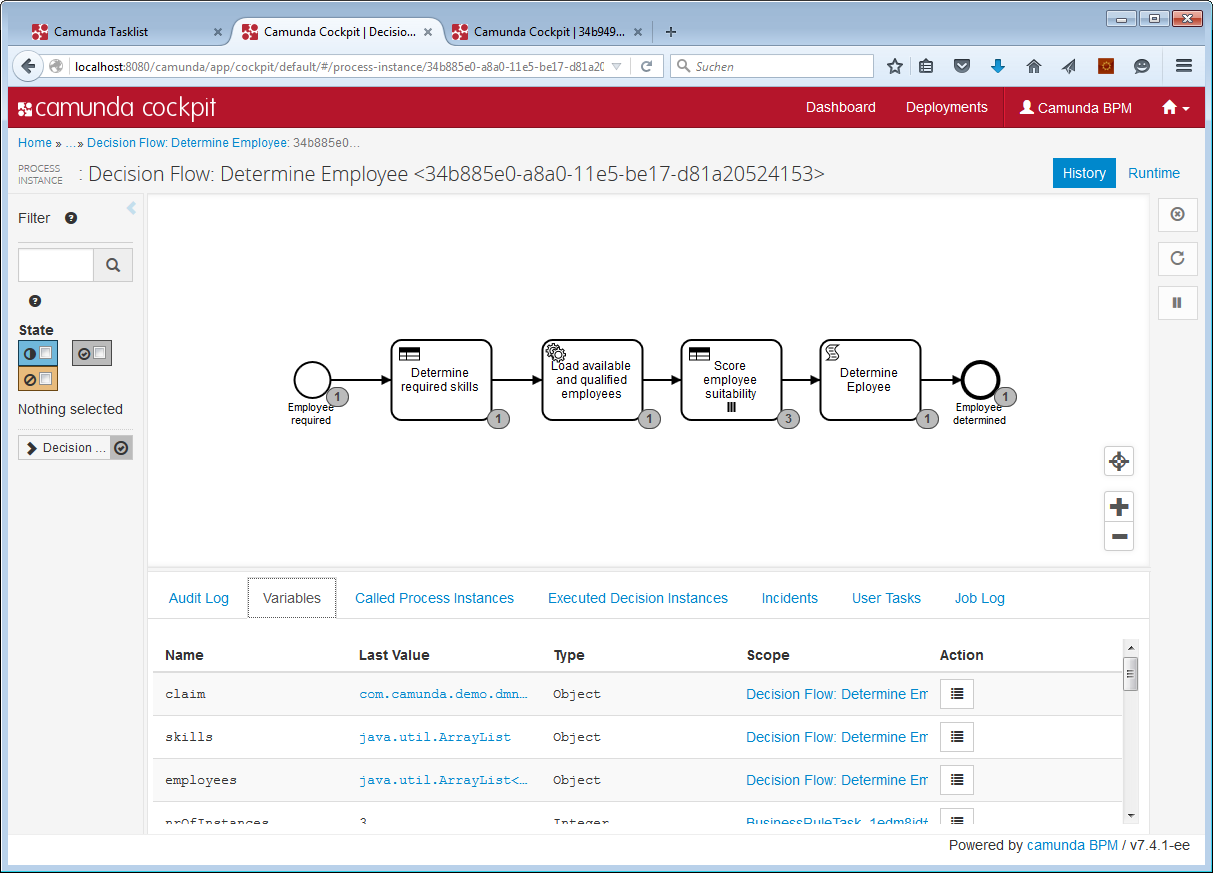 Camunda Tasklist
Camunda Cockpit | Decisio...
Camunda Cockpit | 34b949...
localhost:8080/camunda/app/cockpit/default/#/process-instance/34b885e0-a8a0-11e5-be17-d81a20
Suchen
camunda cockpit
Dashboard Deployments Camunda BPM
Home » ...» Decision Flow: Determine Employee: 34b885e0...
PROCESS
INSTANCE
: Decision Flow: Determine Employee <34b885e0-a8a0-11e5-be17-d81a20524153>
History Runtime
Filter
State
Nothing selected
Decision ...
Employee
required
1
Determine
required skills
1
Load available
and qualified
employees
1
Score
employee
suitability
3
Determine
Eployee
1
Employee
determined
1
Audit Log Variables Called Process Instances Executed Decision Instances Incidents User Tasks Job Log
Name Last Value Type Scope Action
claim com.camunda.demo.dmn... Object Decision Flow: Determine Em
skills java.util.ArrayList Object Decision Flow: Determine Em
employees java.util.ArrayList<... Object Decision Flow: Determine Em
nrOfInstances 3 Integer
Powered by camunda BPM / v7.4.1-ee